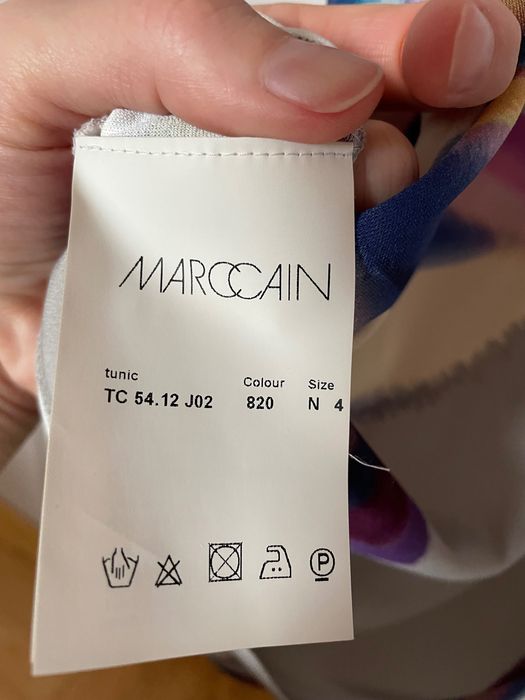 MARCCAIN
tunic Colour Size
TC 54.12 J02 820 N 4
P